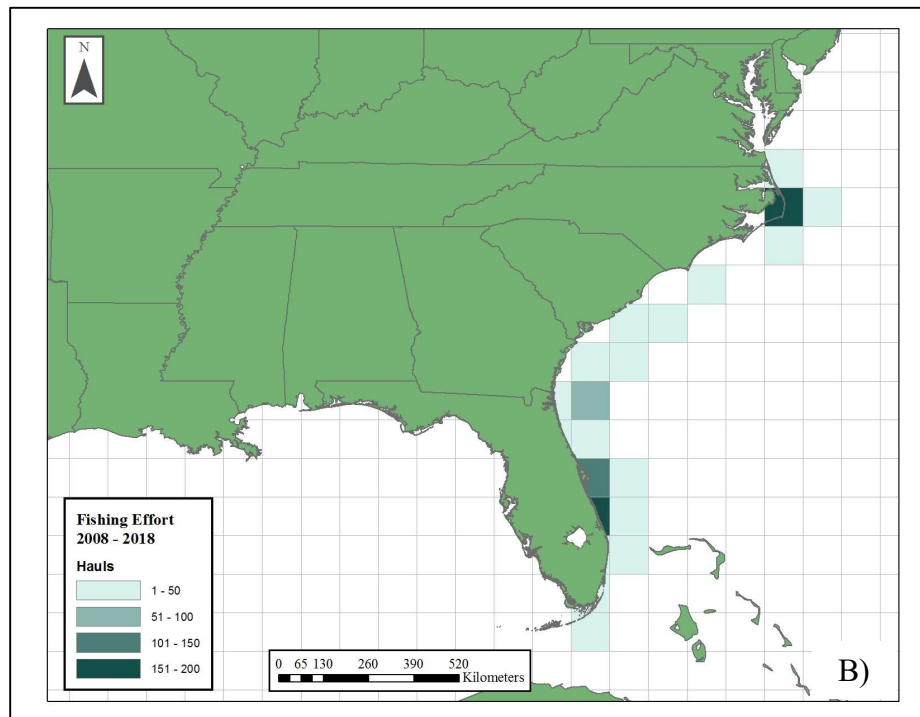 N
Fishing Effort
2008 - 2018
Hauls
1 - 50
51 - 100
101 - 150
151 - 200
0 65 130 260 390 520
Kilometers
B)